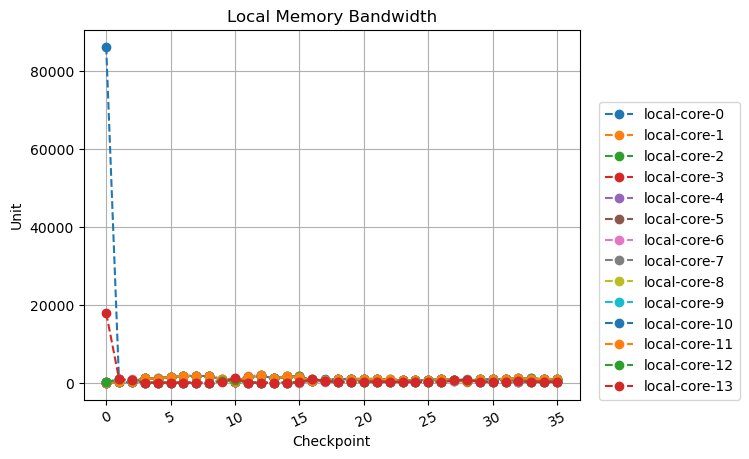 Local Memory Bandwidth
Unit
80000
60000
40000
20000
0
0 5 10 15 20 25 30 35
Checkpoint
local-core-0
local-core-1
local-core-2
local-core-3
local-core-4
local-core-5
local-core-6
local-core-7
local-core-8
local-core-9
local-core-10
local-core-11
local-core-12
local-core-13